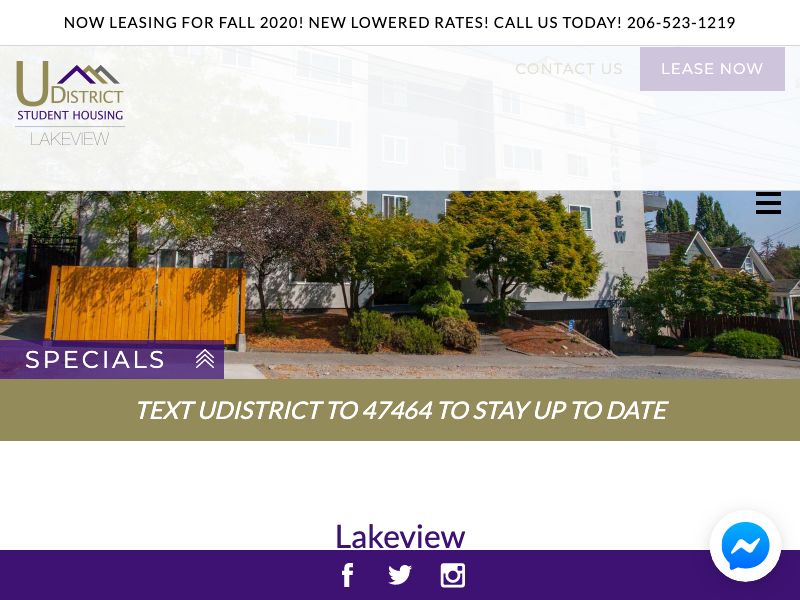 NOW LEASING FOR FALL 2020! NEW LOWERED RATES! CALL US TODAY! 206-523-1219
CONTACT US
LEASE NOW
UDISTRICT
STUDENT HOUSING
LAKEVIEW
LAKEVIEW
SPECIALS
TEXT UDISTRICT TO 47464 TO STAY UP TO DATE
Lakeview